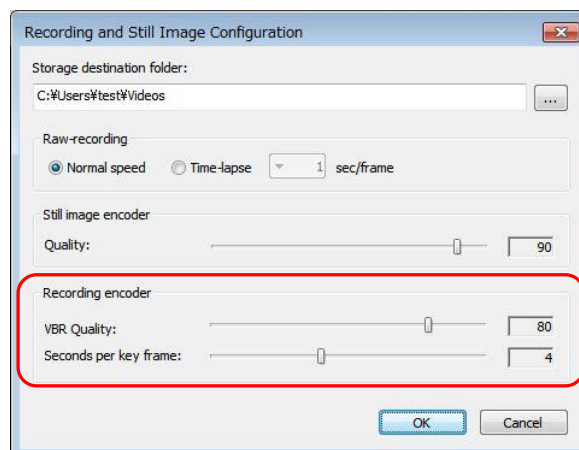 Recording and Still Image Configuration
Storage destination folder:
C:¥Users¥test¥Videos
...
Raw-recording
Normal speed Time-lapse 1 sec/frame
Still image encoder
Quality: 90
Recording encoder
VBR Quality: 80
Seconds per key frame: 4
OK Cancel